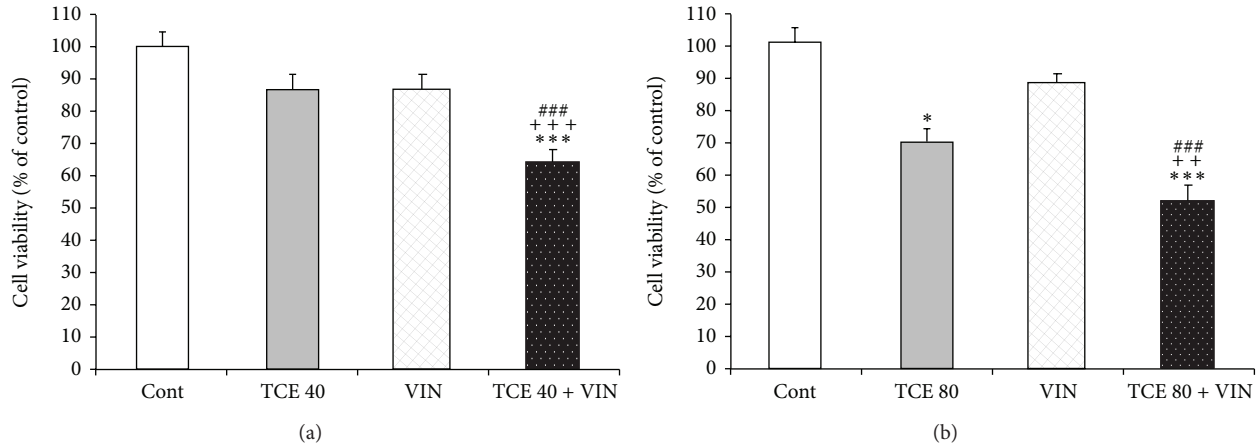 110
100
90
80
70
60
50
40
30
20
10
0
Cell viability (% of control)
###
+ + +
***
Cont
TCE 40
VIN
TCE 40 + VIN
(a)
110
100
90
80
70
60
50
40
30
20
10
0
Cell viability (% of control)
*
###
+ +
***
Cont
TCE 80
VIN
TCE 80 + VIN
(b)